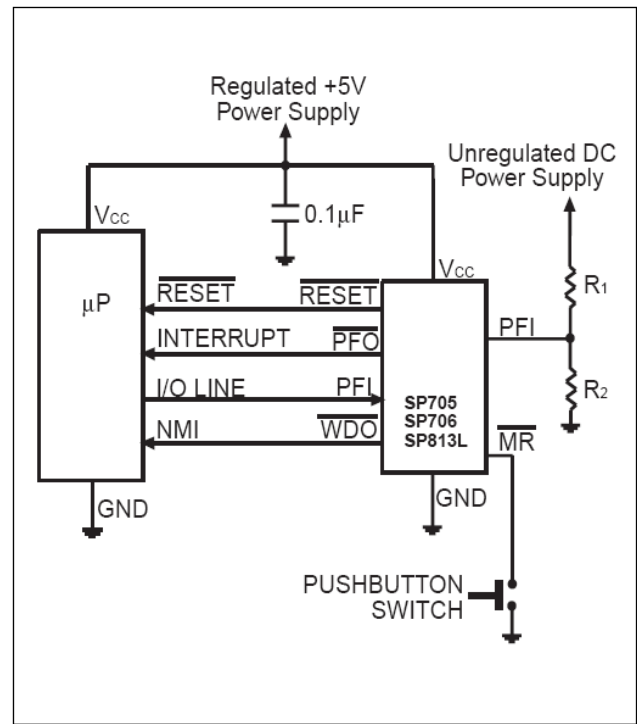 Regulated +5V
Power Supply
Unregulated DC
Power Supply
VCC
0.1µF
VCC
µP
RESET
RESET
R1
INTERRUPT
PFO
PFI
I/O LINE
PFI
R2
SP705
SP706
SP813L
NMI
WDO
MR
GND
GND
PUSHBUTTON
SWITCH